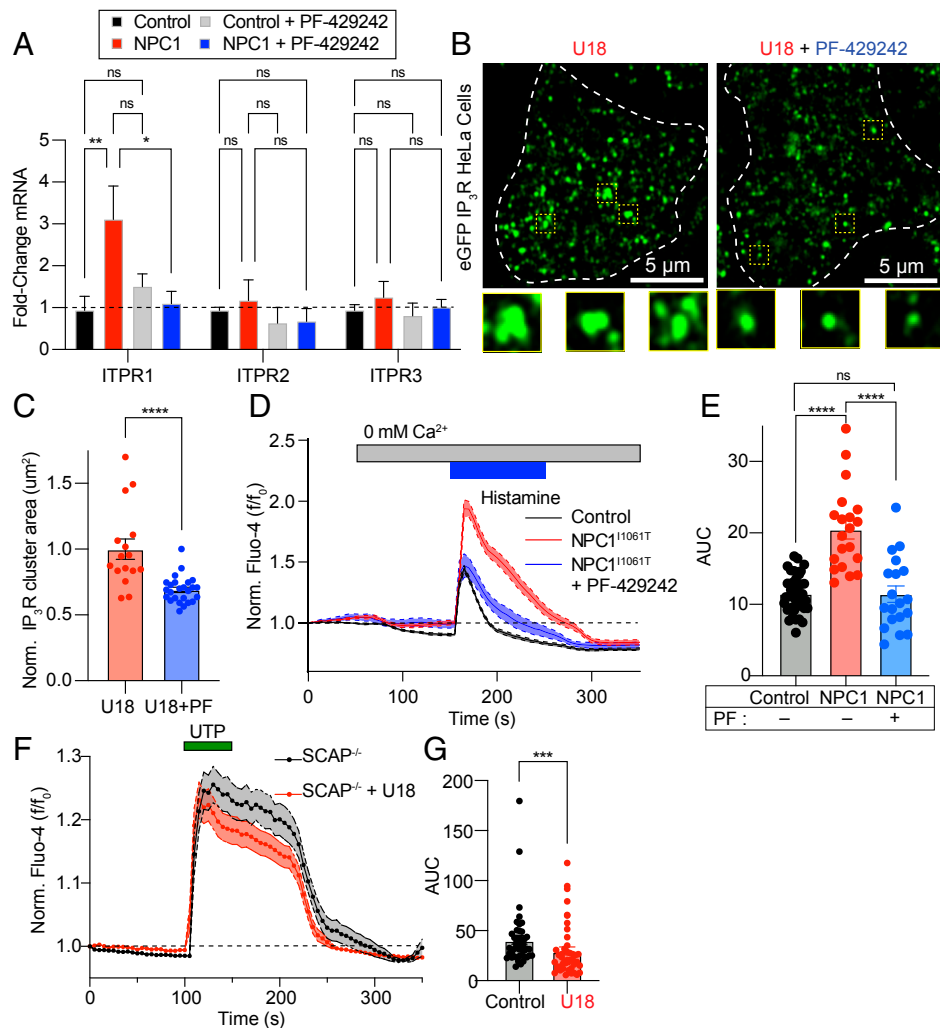 A
Control
Control + PF-429242
NPC1
NPC1 + PF-429242
ns
ns
ns
ns
ns
ns
ns
** *
ns
ns
ns
ns
Fold-Change mRNA
5
4
3
2
1
0
ITPR1
ITPR2
ITPR3
B
U18
U18 + PF-429242
eGFP IP3R HeLa Cells
5 µm
5 µm
C
****
Norm. IP3R cluster area (um²)
2.0
1.5
1.0
0.5
0.0
U18
U18+PF
D
0 mM Ca2+
Histamine
Control
NPC1I1061T
NPC1I1061T
+ PF-429242
Norm. Fluo-4 (f/f0)
2.5
2.0
1.5
1.0
0
100
200
300
Time (s)
E
ns
****
****
AUC
30
20
10
0
Control
NPC1
NPC1
PF :
–
–
+
F
UTP
SCAP-/-
SCAP-/- + U18
Norm. Fluo-4 (f/f0)
1.3
1.2
1.1
1.0
0
100
200
300
Time (s)
G
***
AUC
200
150
100
50
0
Control
U18